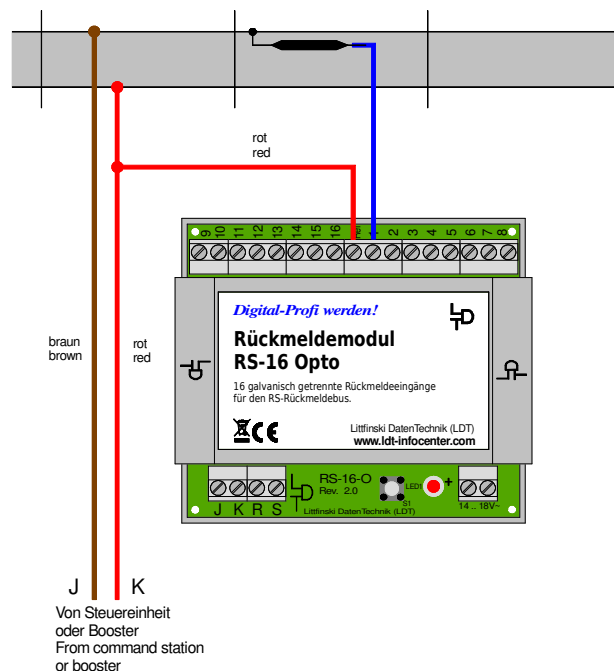 rot
red
9
10
11
12
13
14
15
16
1
2
3
4
5
6
7
8
braun
brown
rot
red
Digital-Profi werden!
Rückmeldemodul
RS-16 Opto
16 galvanisch getrennte Rückmeldeeingänge
für den RS-Rückmeldebus.
CE
Littfinski DatenTechnik (LDT)
www.ldt-infocenter.com
RS-16-O
Rev. 2.0
LED1
+
S1
J K R S
Littfinski DatenTechnik (LDT)
14 .. 18V~
J K
Von Steuereinheit
oder Booster
From command station
or booster